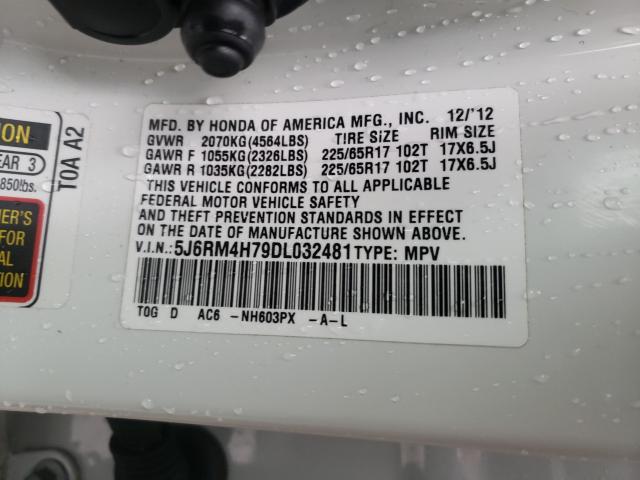 ION
EAR 3
850lbs.
ER'S
FOR
AL
TION
T0A A2
MFD. BY HONDA OF AMERICA MFG., INC. 12/'12
GVWR 2070KG(4564LBS) TIRE SIZE RIM SIZE
GAWR F 1055KG(2326LBS) 225/65R17 102T 17X6.5J
GAWR R 1035KG(2282LBS) 225/65R17 102T 17X6.5J
THIS VEHICLE CONFORMS TO ALL APPLICABLE
FEDERAL MOTOR VEHICLE SAFETY
AND THEFT PREVENTION STANDARDS IN EFFECT
ON THE DATE OF MANUFACTURE SHOWN ABOVE.
V.I.N.:5J6RM4H79DL032481 TYPE: MPV
T0G D AC6 -NH603PX -A-L